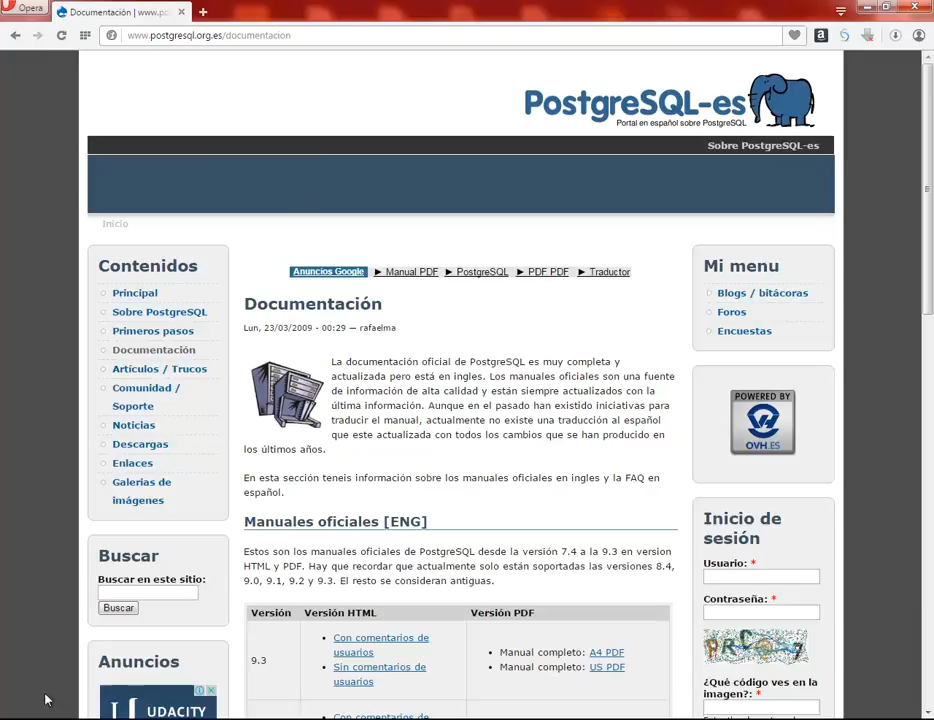 Opera
Documentación | www.po
www.postgresql.org.es/documentacion
PostgreSQL-es
Portal en español sobre PostgreSQL
Sobre PostgreSQL-es
Inicio
Contenidos
Principal
Sobre PostgreSQL
Primeros pasos
Documentación
Artículos / Trucos
Comunidad /
Soporte
Noticias
Descargas
Enlaces
Galerias de
imágenes
Buscar
Buscar en este sitio:
Buscar
Anuncios
UDACITY
Anuncios Google ► Manual PDF ► PostgreSQL ► PDF PDF ► Traductor
Documentación
Lun, 23/03/2009 - 00:29 — rafaelma
La documentación oficial de PostgreSQL es muy completa y
actualizada pero está en ingles. Los manuales oficiales son una fuente
de información de alta calidad y están siempre actualizados con la
última información. Aunque en el pasado han existido iniciativas para
traducir el manual, actualmente no existe una traducción al español
que este actualizada con todos los cambios que se han producido en
los últimos años.
En esta sección teneis información sobre los manuales oficiales en ingles y la FAQ en
español.
Manuales oficiales [ENG]
Estos son los manuales oficiales de PostgreSQL desde la versión 7.4 a la 9.3 en version
HTML y PDF. Hay que recordar que actualmente solo están soportadas las versiones 8.4,
9.0, 9.1, 9.2 y 9.3. El resto se consideran antiguas.
Versión Versión HTML Versión PDF
9.3
Con comentarios de
usuarios
Sin comentarios de
usuarios
Manual completo: A4 PDF
Manual completo: US PDF
Con comentarios de
Mi menu
Blogs / bitácoras
Foros
Encuestas
POWERED BY
OVH.ES
Inicio de
sesión
Usuario: *
Contraseña: *
¿Qué código ves en la
imagen?: *